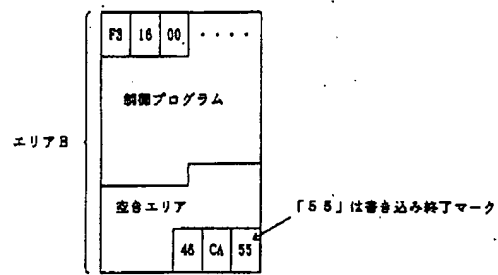 F3 16 00 ・・・・
制御プログラム
エリアB
空きエリア
「55」は書き込み終了マーク
46 CA 55